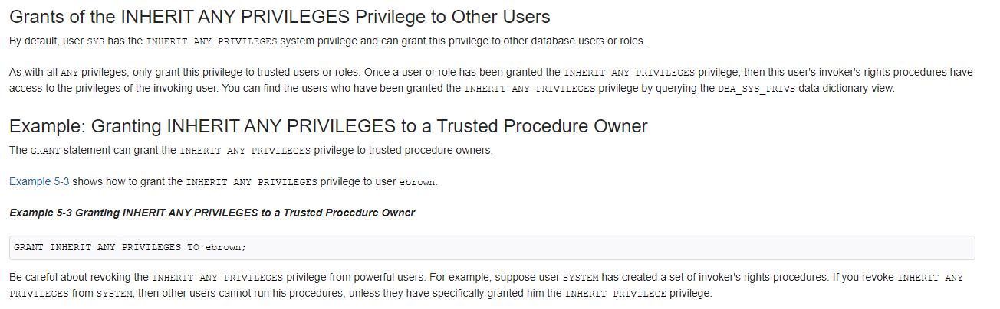 Grants of the INHERIT ANY PRIVILEGES Privilege to Other Users
By default, user SYS has the INHERIT ANY PRIVILEGES system privilege and can grant this privilege to other database users or roles.
As with all ANY privileges, only grant this privilege to trusted users or roles. Once a user or role has been granted the INHERIT ANY PRIVILEGES privilege, then this user's invoker's rights procedures have
access to the privileges of the invoking user. You can find the users who have been granted the INHERIT ANY PRIVILEGES privilege by querying the DBA_SYS_PRIVS data dictionary view.
Example: Granting INHERIT ANY PRIVILEGES to a Trusted Procedure Owner
The GRANT statement can grant the INHERIT ANY PRIVILEGES privilege to trusted procedure owners.
Example 5-3 shows how to grant the INHERIT ANY PRIVILEGES privilege to user ebrown.
Example 5-3 Granting INHERIT ANY PRIVILEGES to a Trusted Procedure Owner
GRANT INHERIT ANY PRIVILEGES TO ebrown;
Be careful about revoking the INHERIT ANY PRIVILEGES privilege from powerful users. For example, suppose user SYSTEM has created a set of invoker's rights procedures. If you revoke INHERIT ANY
PRIVILEGES from SYSTEM, then other users cannot run his procedures, unless they have specifically granted him the INHERIT PRIVILEGE privilege.